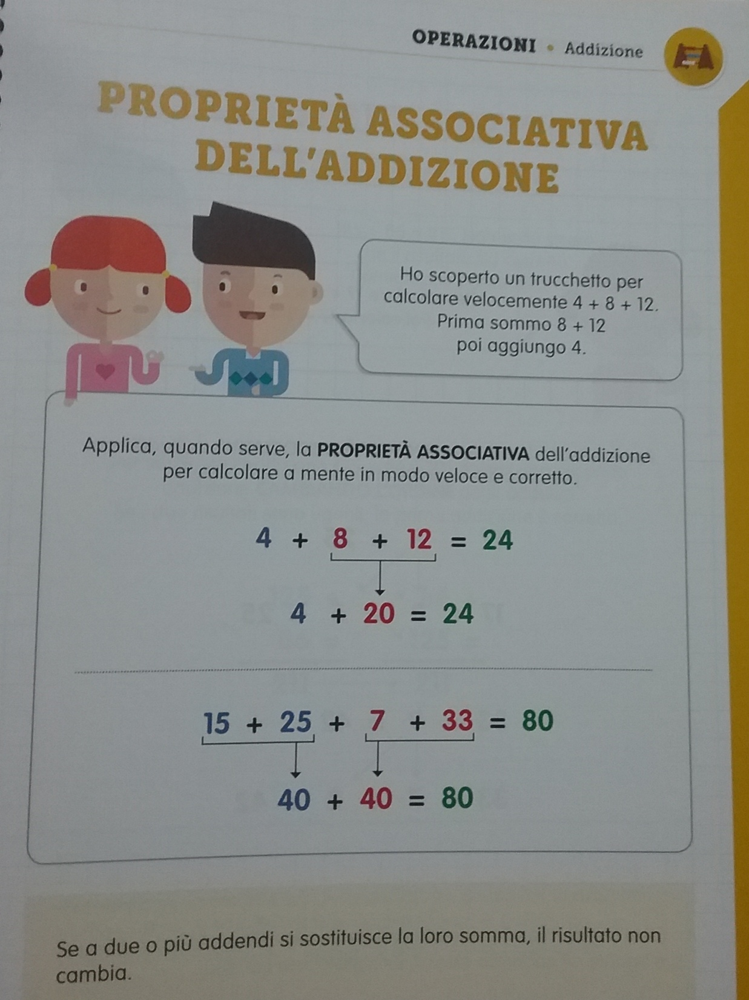 OPERAZIONI • Addizione
PROPRIETÀ ASSOCIATIVA
DELL'ADDIZIONE
Ho scoperto un trucchetto per
calcolare velocemente 4 + 8 + 12.
Prima sommo 8 + 12
poi aggiungo 4.
Applica, quando serve, la PROPRIETÀ ASSOCIATIVA dell'addizione
per calcolare a mente in modo veloce e corretto.
4 + 8 + 12 = 24
4 + 20 = 24
15 + 25 + 7 + 33 = 80
40 + 40 = 80
Se a due o più addendi si sostituisce la loro somma, il risultato non
cambia.